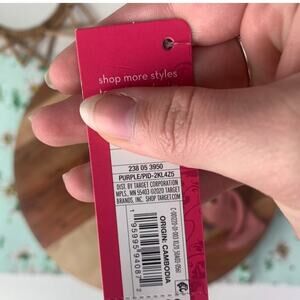 shop more styles
238 05 3950
PURPLE/PID-2KL4Z5
DIST. BY TARGET CORPORATION
MPLS, MN 55403 ©2020 TARGET
BRANDS, INC. SHOP TARGET.COM
ORIGIN: CAMBODIA